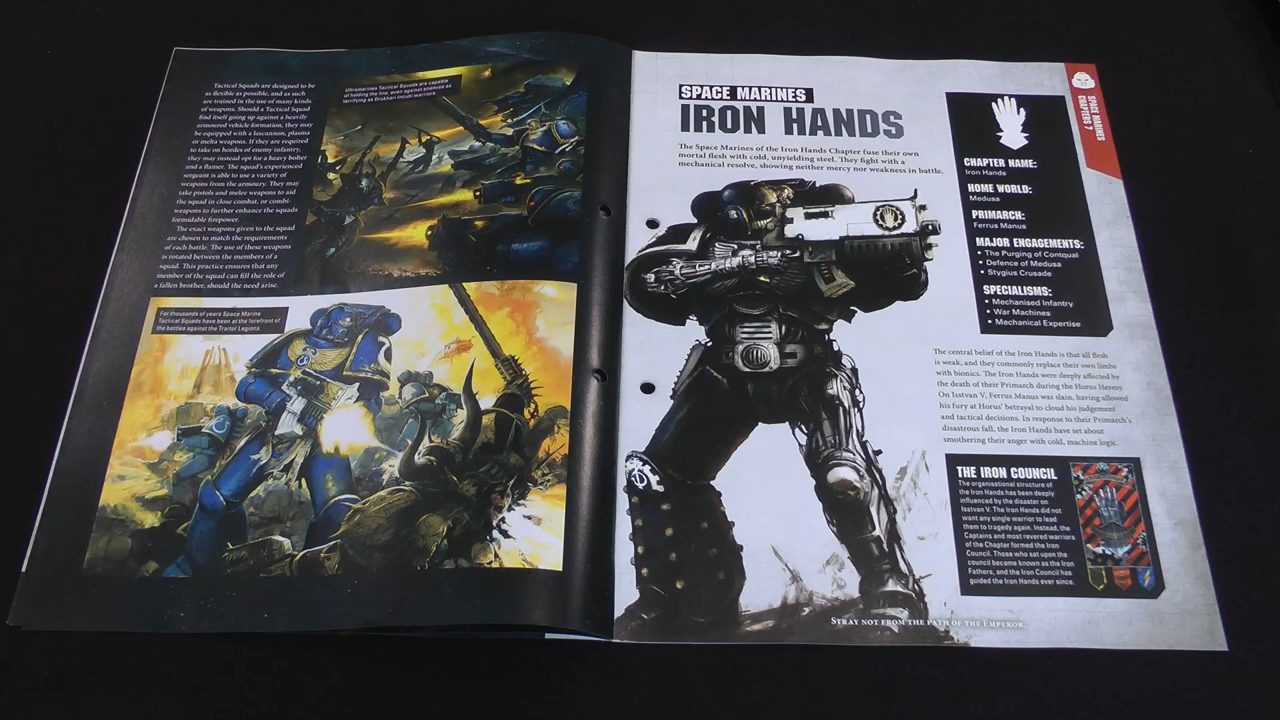 Tactical Squads are designed to be
as flexible as possible, and as such
are trained in the use of many kinds
of weapons. Should a Tactical Squad
find itself going up against a heavily
armoured vehicle formation, they may
be equipped with a lascannon, plasma
or melta weapons. If they are required
to take on hordes of enemy infantry,
they may instead opt for a heavy bolter
and a flamer. The squad's experienced
sergeant is able to use a variety of
weapons from the armoury. They may
take pistols and melee weapons to aid
the squad in close combat, or combi-
weapons to further enhance the squads
formidable firepower.
The exact weapons given to the squad
are chosen to match the requirements
of each battle. The use of these weapons
is rotated between the members of a
squad. This practice ensures that any
member of the squad can fill the role of
a fallen brother, should the need arise.
Ultramarines Tactical Squads are capable
of holding the line, even against enemies as
terrifying as Drukhari Incubi warriors.
For thousands of years Space Marine
Tactical Squads have been at the forefront of
the battles against the Traitor Legions.
SPACE MARINES
IRON HANDS
The Space Marines of the Iron Hands Chapter fuse their own
mortal flesh with cold, unyielding steel. They fight with a
mechanical resolve, showing neither mercy nor weakness in battle.
SPACE MARINES
CHAPTERS 7
CHAPTER NAME:
Iron Hands
HOME WORLD:
Medusa
PRIMARCH:
Ferrus Manus
MAJOR ENGAGEMENTS:
• The Purging of Contqual
• Defence of Medusa
• Stygius Crusade
SPECIALISMS:
• Mechanised Infantry
• War Machines
• Mechanical Expertise
The central belief of the Iron Hands is that all flesh
is weak, and they commonly replace their own limbs
with bionics. The Iron Hands were deeply affected by
the death of their Primarch during the Horus Heresy.
On Isstvan V, Ferrus Manus was slain, having allowed
his fury at Horus' betrayal to cloud his judgement
and tactical decisions. In response to their Primarch's
disastrous fall, the Iron Hands have set about
smothering their anger with cold, machine logic.
THE IRON COUNCIL
The organisational structure of
the Iron Hands has been deeply
influenced by the disaster on
Isstvan V. The Iron Hands did not
want any single warrior to lead
them to tragedy again. Instead, the
Captains and most revered warriors
of the Chapter formed the Iron
Council. Those who sat upon the
council became known as the Iron
Fathers, and the Iron Council has
guided the Iron Hands ever since.
STRAY NOT FROM THE PATH OF THE EMPEROR.